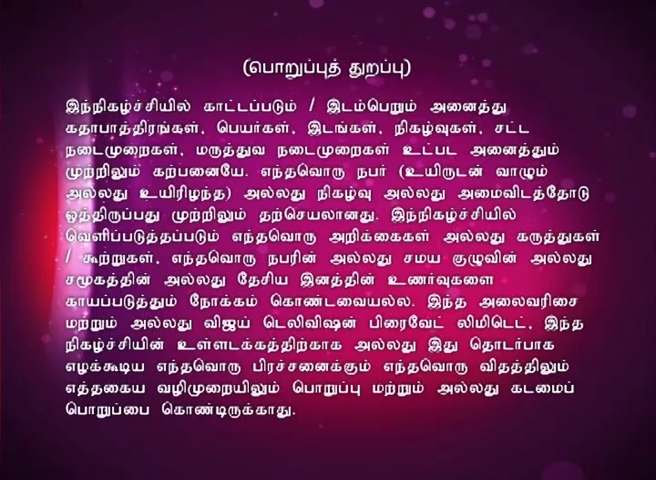 (பொறுப்புத் துறப்பு)
இந்நிகழ்ச்சியில் காட்டப்படும் / இடம்பெறும் அனைத்து
கதாபாத்திரங்கள், பெயர்கள், இடங்கள், நிகழ்வுகள், சட்ட
நடைமுறைகள், மருத்துவ நடைமுறைகள் உட்பட அனைத்தும்
முற்றிலும் கற்பனையே. எந்தவொரு நபர் (உயிருடன் வாழும்
அல்லது உயிரிழந்த) அல்லது நிகழ்வு அல்லது அமைவிடத்தோடு
ஒத்திருப்பது முற்றிலும் தற்செயலானது. இந்நிகழ்ச்சியில்
வெளிப்படுத்தப்படும் எந்தவொரு அறிக்கைகள் அல்லது கருத்துகள்
/ கூற்றுகள், எந்தவொரு நபரின் அல்லது சமய குழுவின் அல்லது
சமூகத்தின் அல்லது தேசிய இனத்தின் உணர்வுகளை
காயப்படுத்தும் நோக்கம் கொண்டவையல்ல. இந்த அலைவரிசை
மற்றும் அல்லது விஜய் டெலிவிஷன் பிரைவேட் லிமிடெட், இந்த
நிகழ்ச்சியின் உள்ளடக்கத்திற்காக அல்லது இது தொடர்பாக
எழக்கூடிய எந்தவொரு பிரச்சனைக்கும் எந்தவொரு விதத்திலும்
எத்தகைய வழிமுறையிலும் பொறுப்பு மற்றும் அல்லது கடமைப்
பொறுப்பை கொண்டிருக்காது.